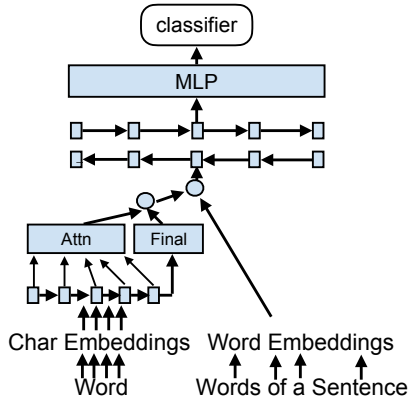 classifier
MLP
Attn Final
Char Embeddings Word Embeddings
Word Words of a Sentence